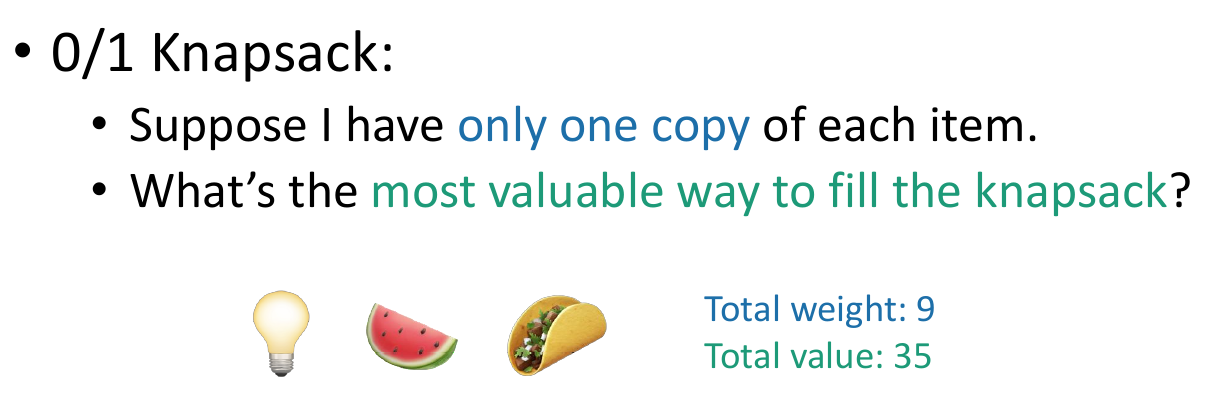 • 0/1 Knapsack:
• Suppose I have only one copy of each item.
• What’s the most valuable way to fill the knapsack?
Total weight: 9
Total value: 35